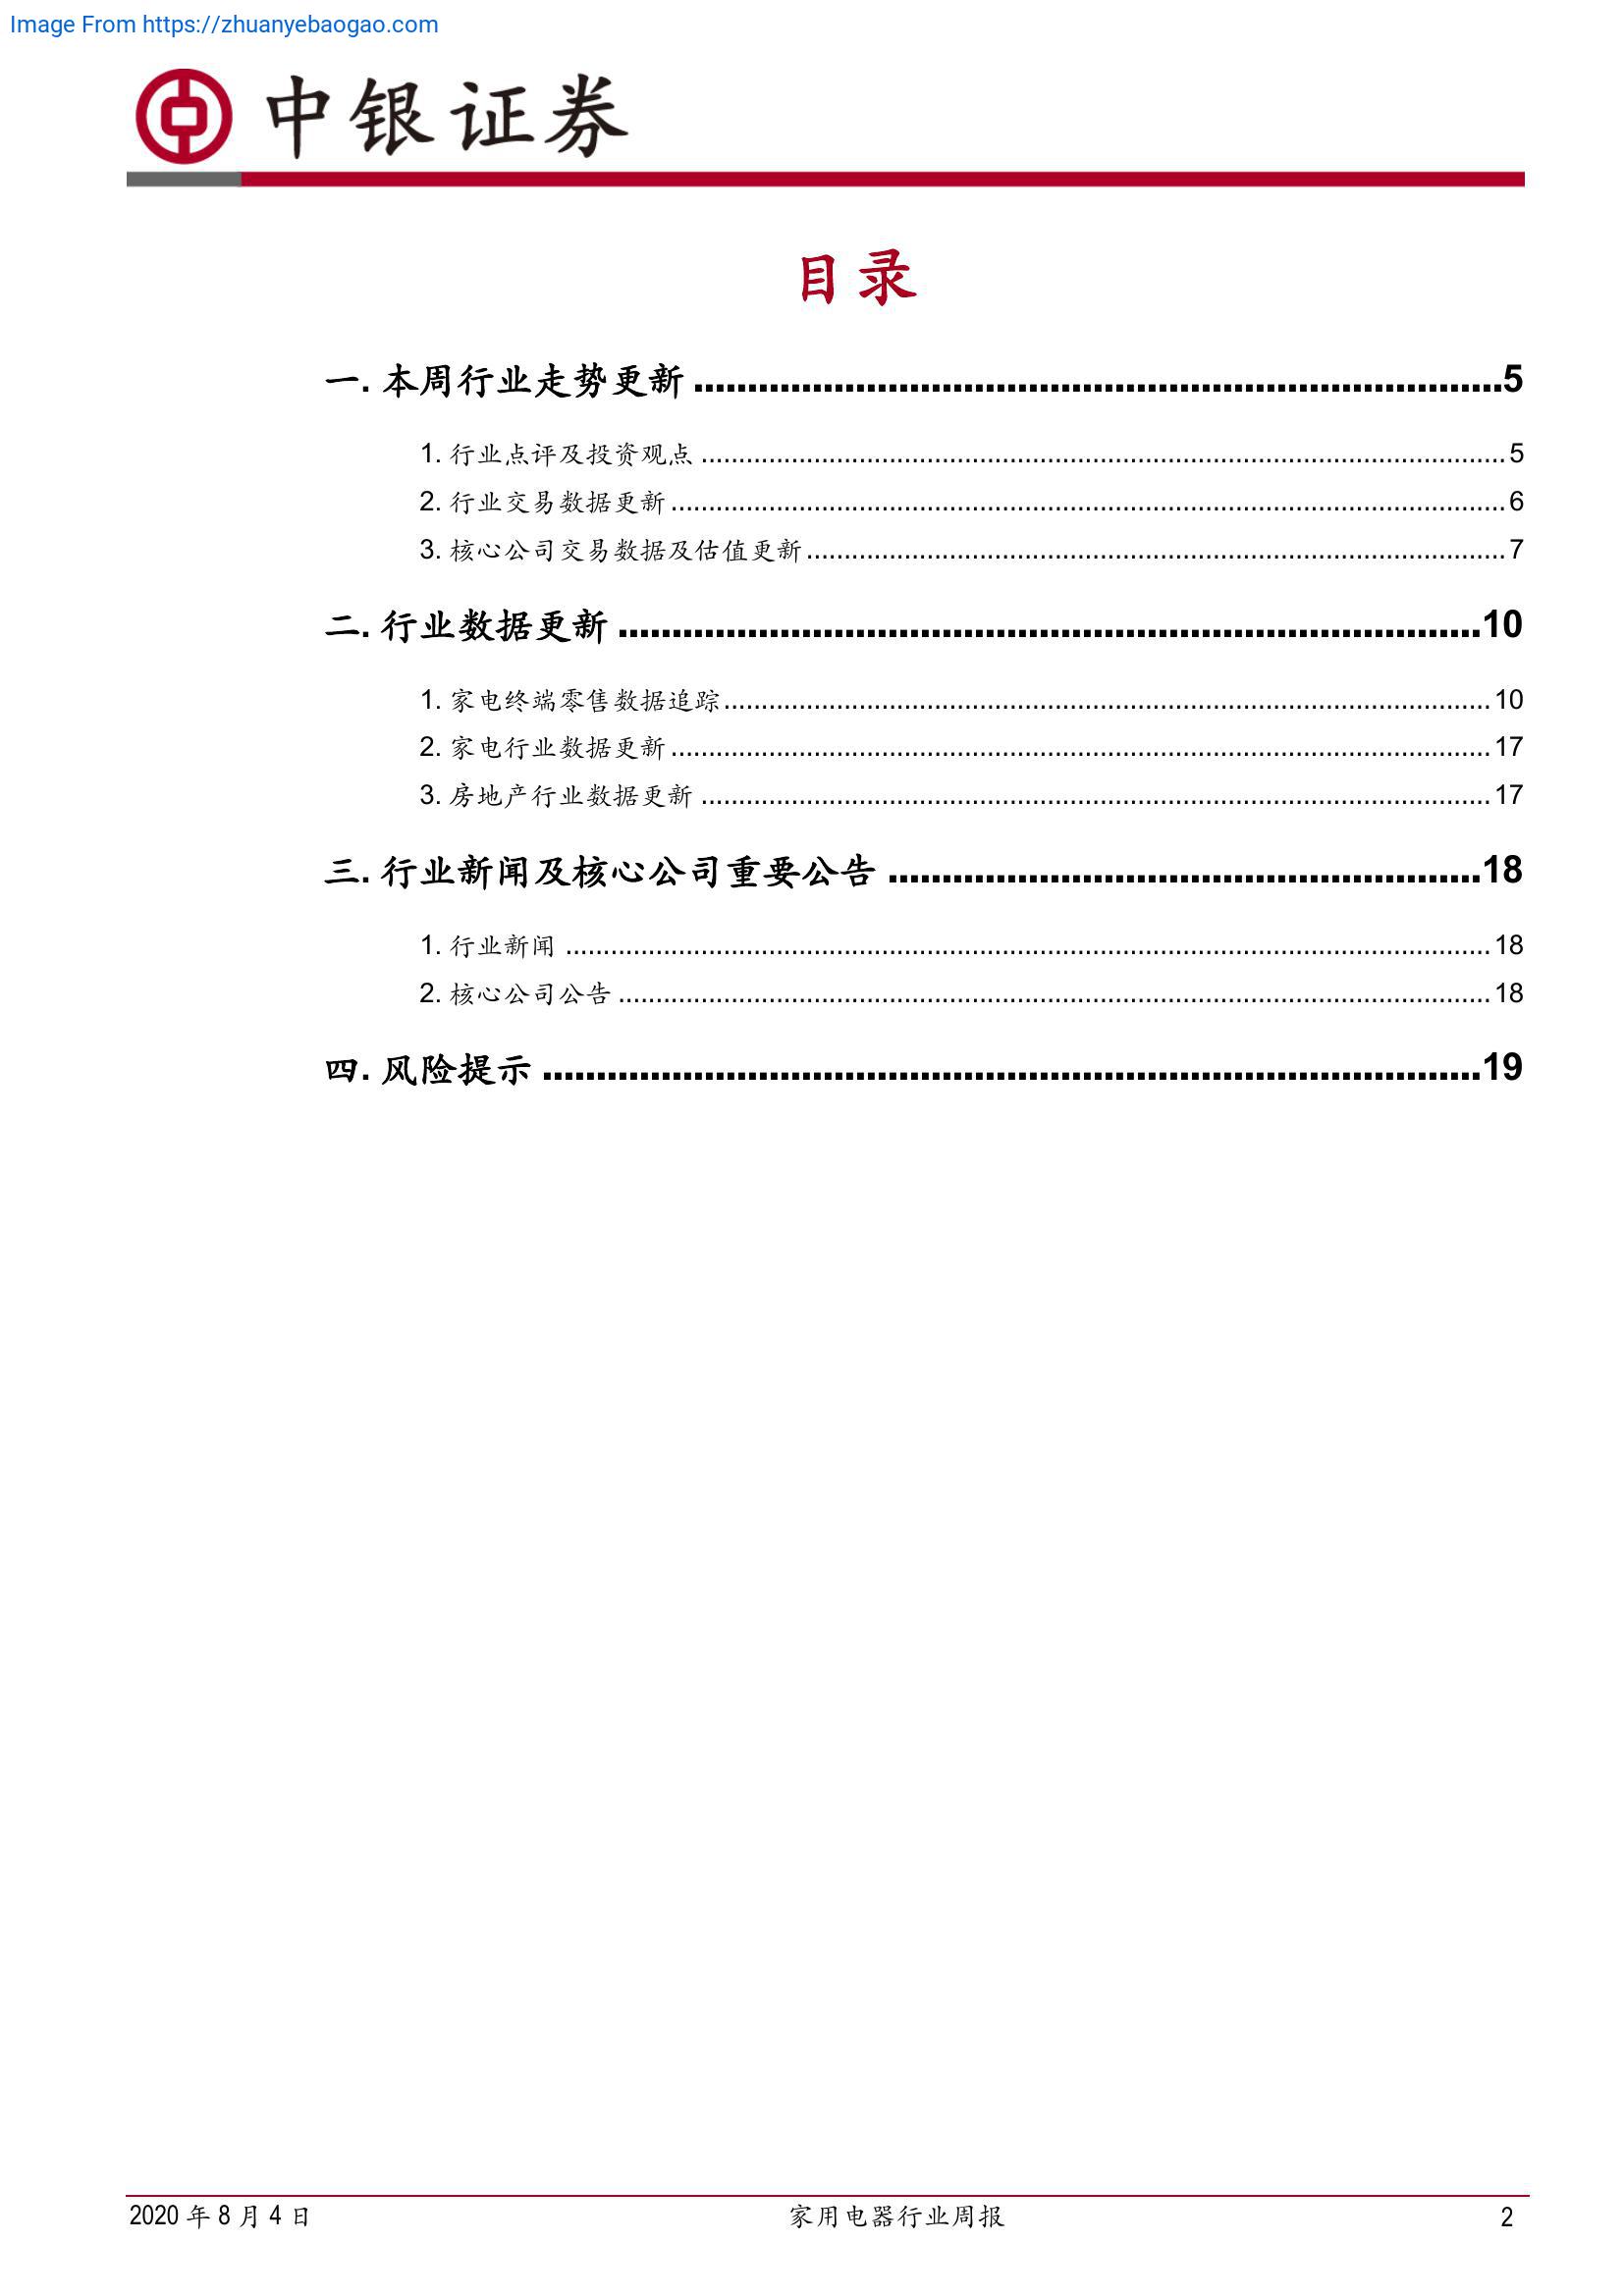 Image From https://zhuanyebaogao.com
中银证券
目录
一. 本周行业走势更新 ........................................................................... 5
1. 行业点评及投资观点 ........................................................................... 5
2. 行业交易数据更新 ........................................................................... 6
3. 核心公司交易数据及估值更新 ........................................................................... 7
二. 行业数据更新 ........................................................................... 10
1. 家电终端零售数据追踪 ........................................................................... 10
2. 家电行业数据更新 ........................................................................... 17
3. 房地产行业数据更新 ........................................................................... 17
三. 行业新闻及核心公司重要公告 ........................................................................... 18
1. 行业新闻 ........................................................................... 18
2. 核心公司公告 ........................................................................... 18
四. 风险提示 ........................................................................... 19
2020 年 8 月 4 日 家用电器行业周报 2